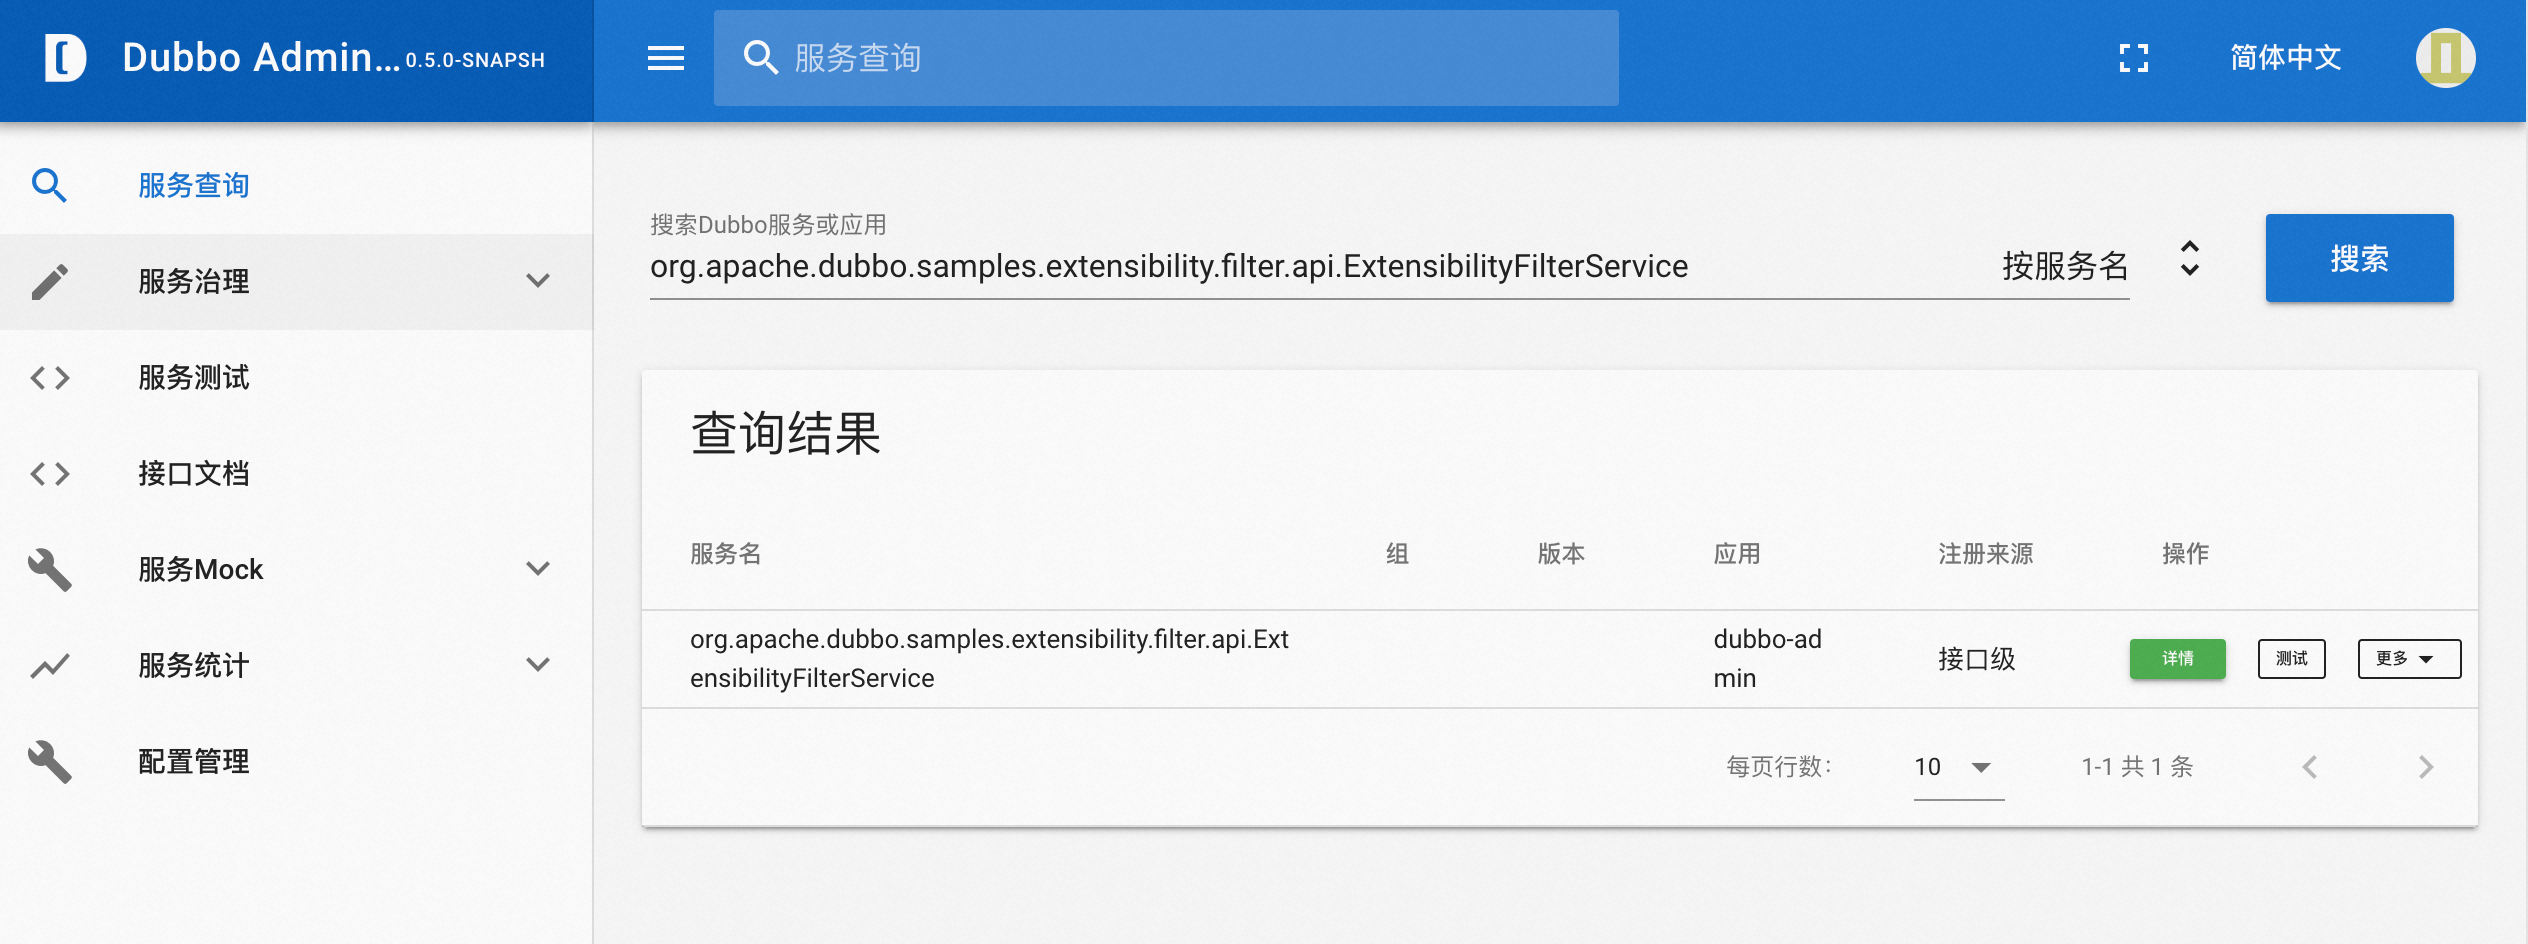 Dubbo Admin... 0.5.0-SNAPSH
服务查询
简体中文
服务查询
服务治理
服务测试
接口文档
服务Mock
服务统计
配置管理
搜索Dubbo服务或应用
org.apache.dubbo.samples.extensibility.filter.api.ExtensibilityFilterService 按服务名
搜索
查询结果
服务名 组 版本 应用 注册来源 操作
org.apache.dubbo.samples.extensibility.filter.api.Ext
ensibilityFilterService
dubbo-ad
min
接口级
详情 测试 更多
每页行数: 10 1-1 共 1 条